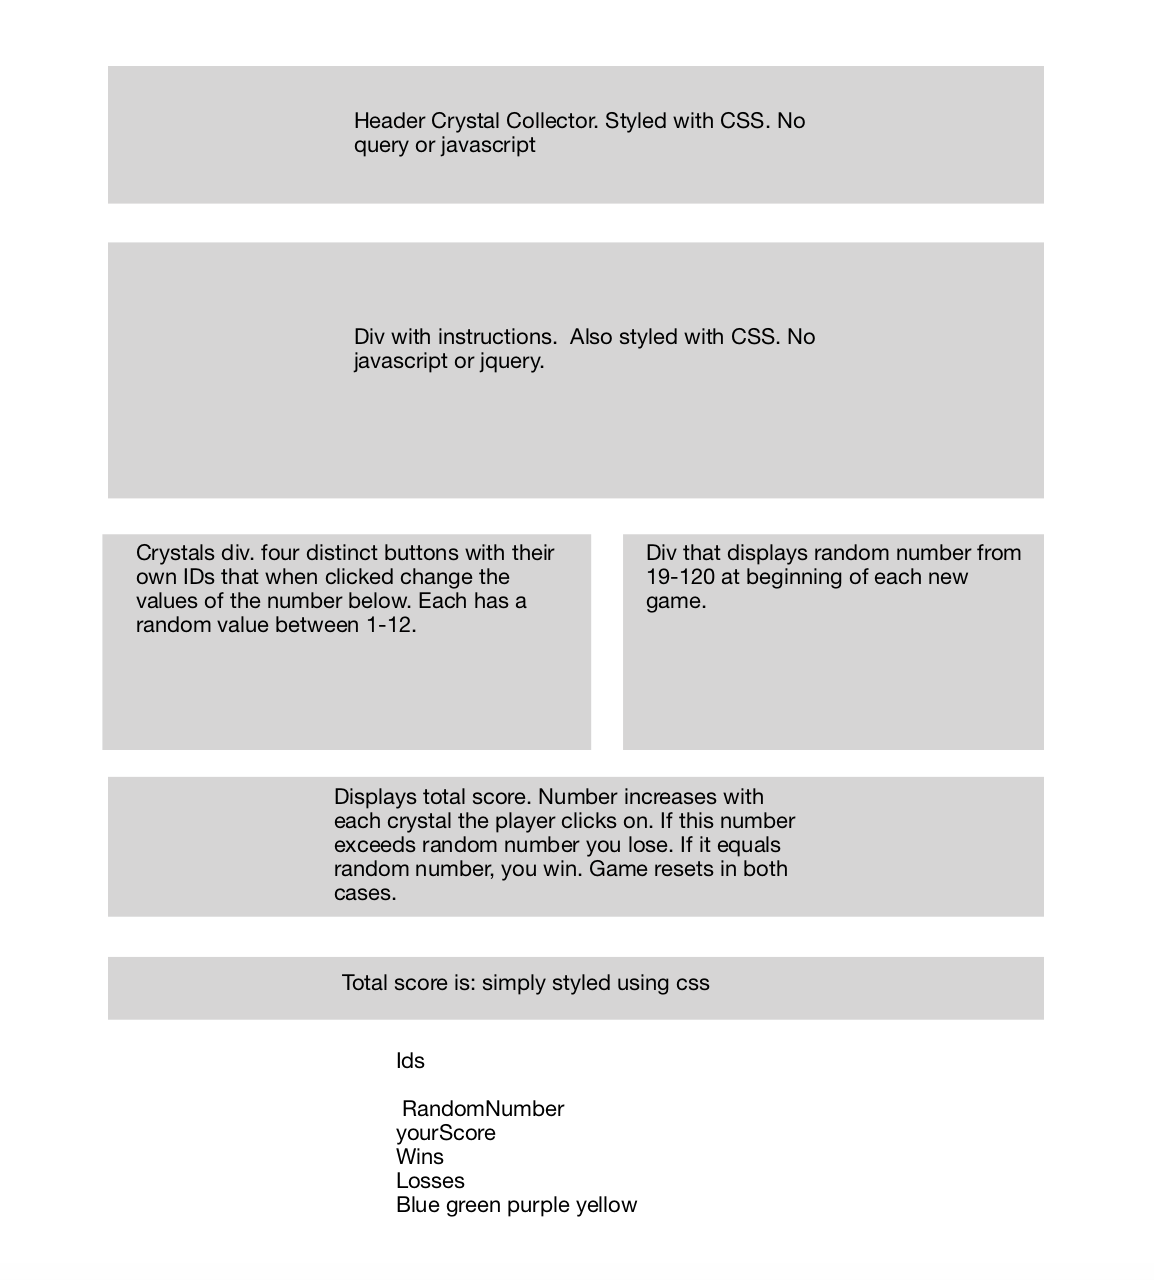 Header Crystal Collector. Styled with CSS. No
query or javascript
Div with instructions.  Also styled with CSS. No
javascript or jquery.
Crystals div. four distinct buttons with their
own IDs that when clicked change the
values of the number below. Each has a
random value between 1-12.
Div that displays random number from
19-120 at beginning of each new
game.
Displays total score. Number increases with
each crystal the player clicks on. If this number
exceeds random number you lose. If it equals
random number, you win. Game resets in both
cases.
Total score is: simply styled using css
Ids
RandomNumber
yourScore
Wins
Losses
Blue green purple yellow